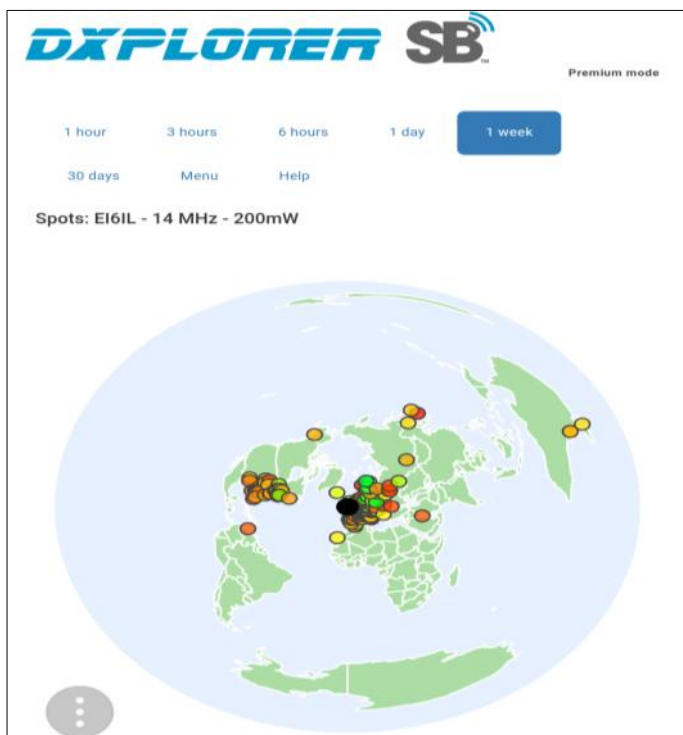 DXPLORER SB™
Premium mode
1 hour 3 hours 6 hours 1 day 1 week
30 days Menu Help
Spots: EI6IL - 14 MHz - 200mW